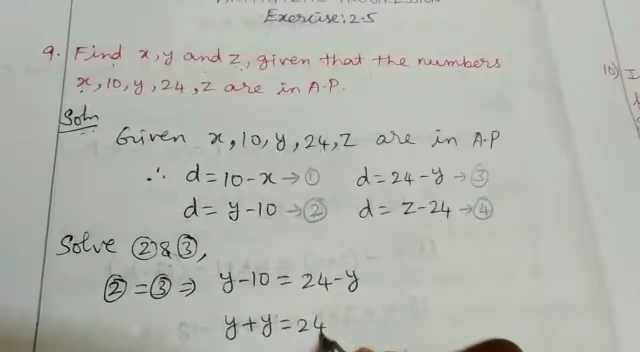 Exercise: 2.5
9. Find x, y and z, given that the numbers
x, 10, y, 24, z are in A.P.
Soln
Given x, 10, y, 24, z are in A.P
∴ d = 10 - x → ① d = 24 - y → ③
d = y - 10 → ② d = z - 24 → ④
Solve ② & ③,
② = ③ ⇒ y - 10 = 24 - y
y + y = 24
10)